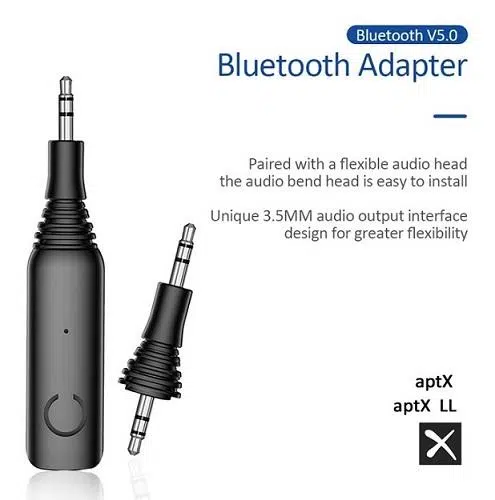 Bluetooth V5.0
Bluetooth Adapter
Paired with a flexible audio head
the audio bend head is easy to install
Unique 3.5MM audio output interface
design for greater flexibility
aptX
aptX LL